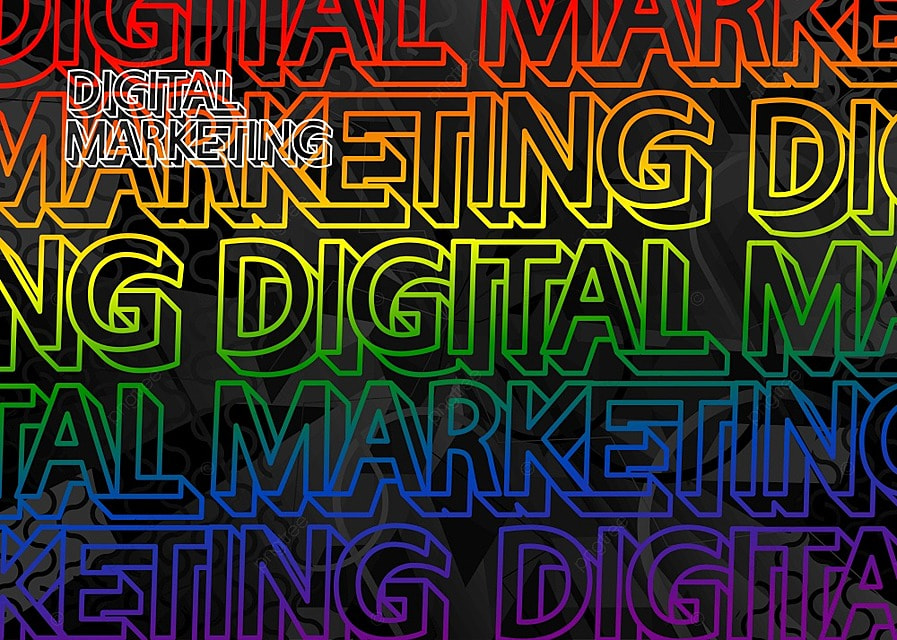 DIGITAL MARKE
DIGITAL
MARKETING
MARKETING DIG
NG DIGITAL MA
TAL MARKETING
KETING DIGITA